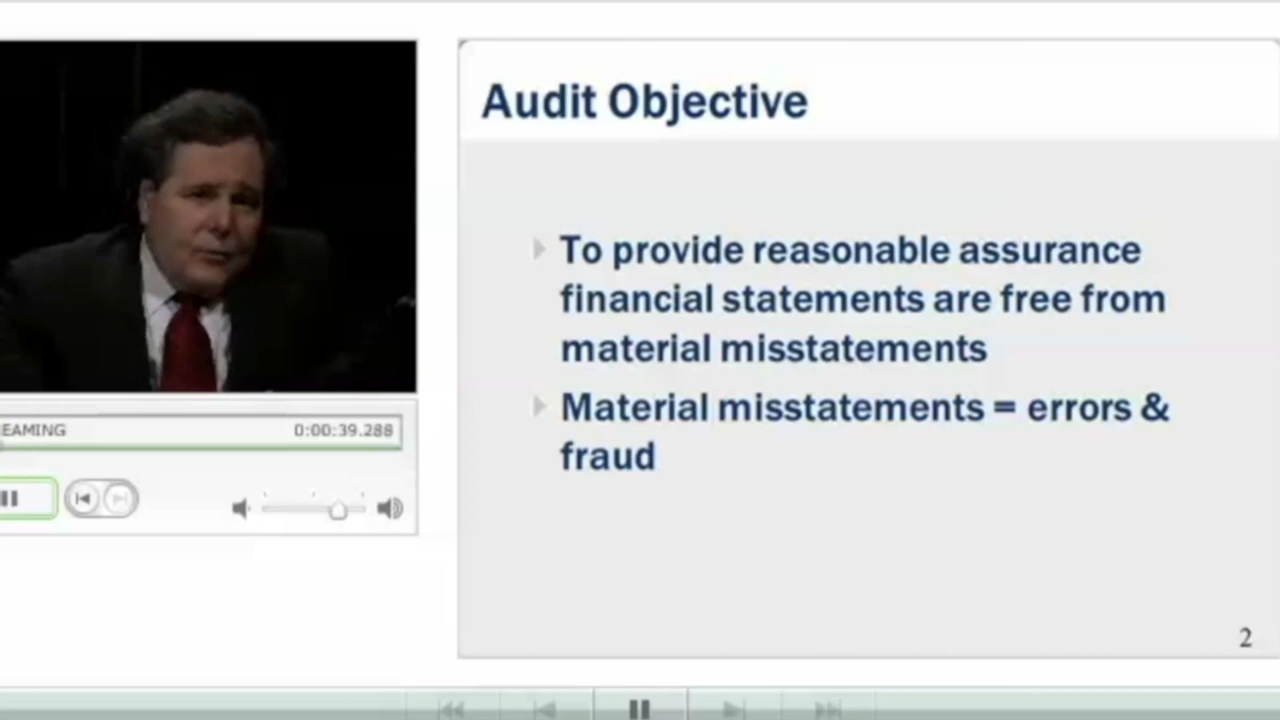 Audit Objective
To provide reasonable assurance
financial statements are free from
material misstatements
Material misstatements = errors &
fraud
EAMING 0:00:39.288
2